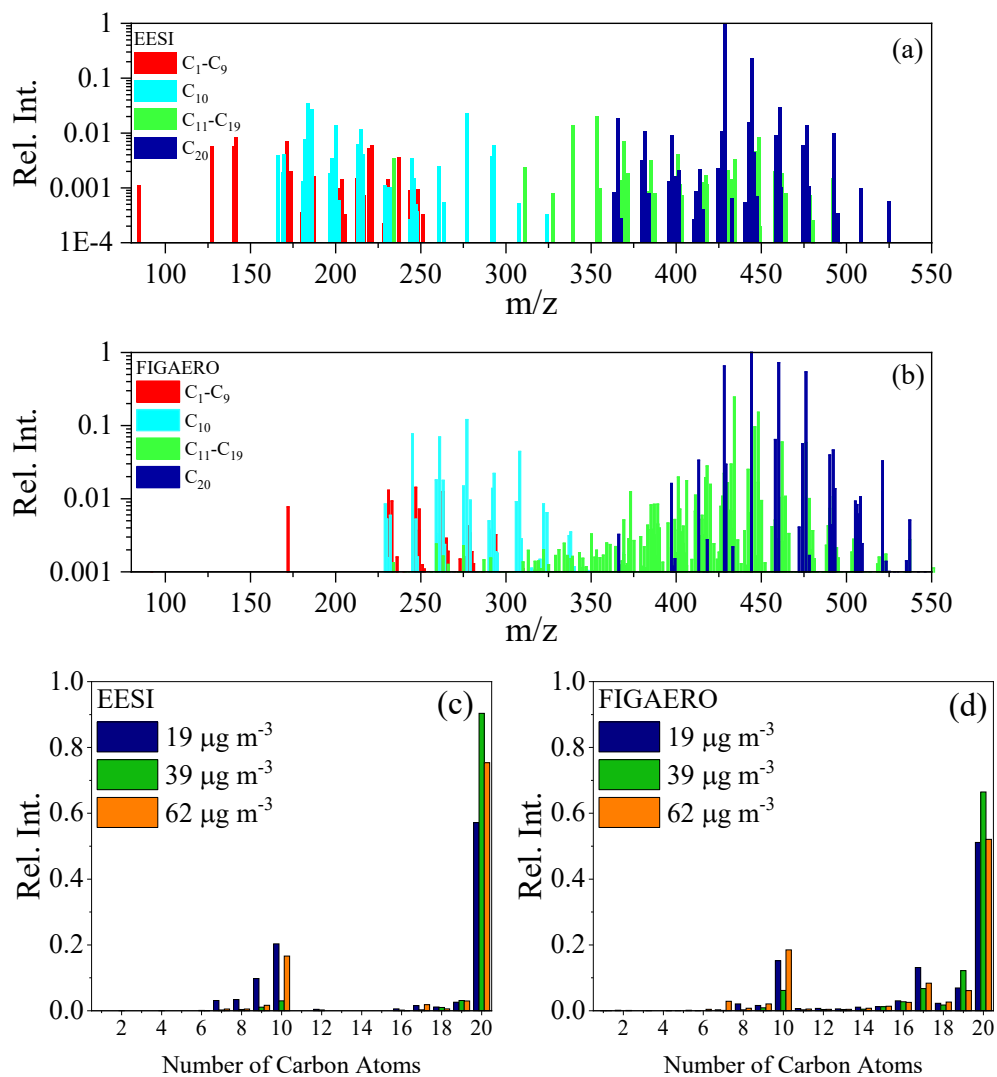 EESI
C₁-C₉
C₁₀
C₁₁-C₁₉
C₂₀
(a)
Rel. Int.
1
0.1
0.01
0.001
1E-4
100 150 200 250 300 350 400 450 500 550
m/z
FIGAERO
C₁-C₉
C₁₀
C₁₁-C₁₉
C₂₀
(b)
Rel. Int.
1
0.1
0.01
0.001
100 150 200 250 300 350 400 450 500 550
m/z
EESI
19 μg m⁻³
39 μg m⁻³
62 μg m⁻³
(c)
Rel. Int.
1.0
0.8
0.6
0.4
0.2
0.0
2 4 6 8 10 12 14 16 18 20
Number of Carbon Atoms
FIGAERO
19 μg m⁻³
39 μg m⁻³
62 μg m⁻³
(d)
Rel. Int.
1.0
0.8
0.6
0.4
0.2
0.0
2 4 6 8 10 12 14 16 18 20
Number of Carbon Atoms